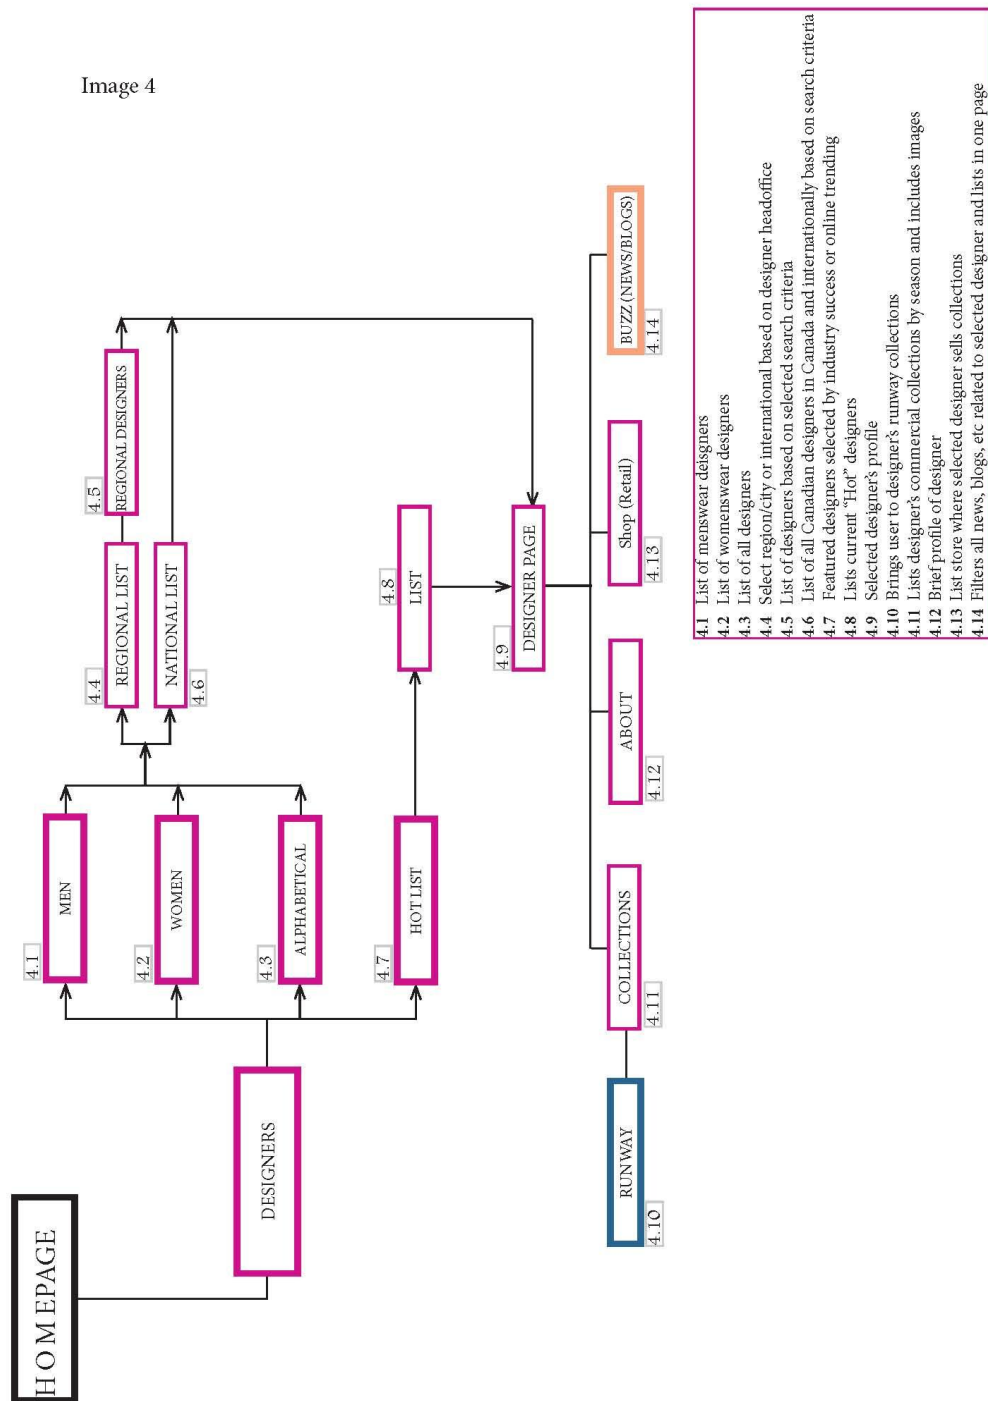 Image 4
HOMEPAGE
DESIGNERS
4.1
MEN
4.2
WOMEN
4.3
ALPHABETICAL
4.7
HOT LIST
4.4
REGIONAL LIST
4.5
REGIONAL DESIGNERS
NATIONAL LIST
4.6
4.8
LIST
4.9
DESIGNER PAGE
RUNWAY
4.10
COLLECTIONS
4.11
ABOUT
4.12
Shop (Retail)
4.13
BUZZ (NEWS/BLOGS)
4.14
4.1 List of menswear deisgners
4.2 List of womenswear designers
4.3 List of all designers
4.4 Select region/city or international based on designer headoffice
4.5 List of designers based on selected search criteria
4.6 List of all Canadian designers in Canada and internationally based on search criteria
4.7 Featured designers selected by industry success or online trending
4.8 Lists current “Hot” designers
4.9 Selected designer's profile
4.10 Brings user to designer's runway collections
4.11 Lists designer's commercial collections by season and includes images
4.12 Brief profile of designer
4.13 List store where selected designer sells collections
4.14 Filters all news, blogs, etc related to selected designer and lists in one page